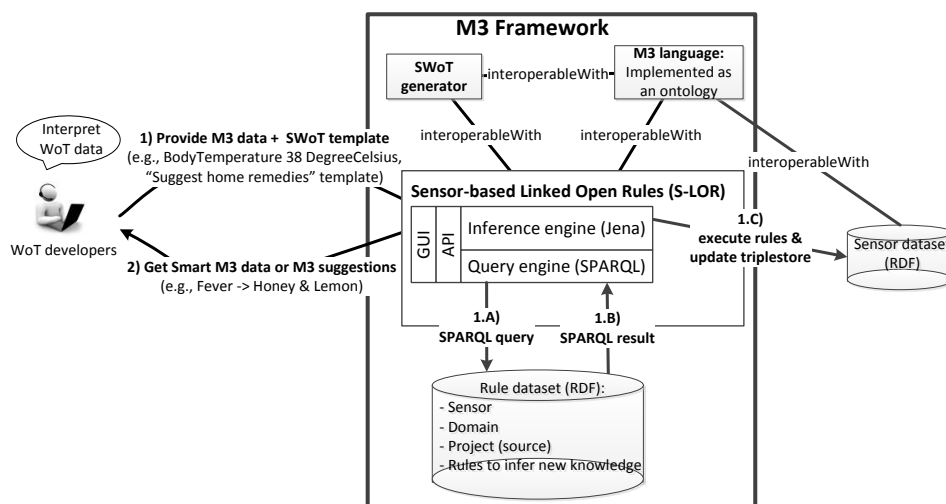 M3 Framework
SWoT
generator
interoperableWith
M3 language:
Implemented as
an ontology
Interpret
WoT data
WoT developers
1) Provide M3 data + SWoT template
(e.g., BodyTemperature 38 DegreeCelsius,
“Suggest home remedies” template)
interoperableWith
interoperableWith
interoperableWith
Sensor-based Linked Open Rules (S-LOR)
GUI
API
Inference engine (Jena)
Query engine (SPARQL)
1.C)
execute rules &
update triplestore
Sensor dataset
(RDF)
2) Get Smart M3 data or M3 suggestions
(e.g., Fever -> Honey & Lemon)
1.A)
SPARQL query
1.B)
SPARQL result
Rule dataset (RDF):
- Sensor
- Domain
- Project (source)
- Rules to infer new knowledge